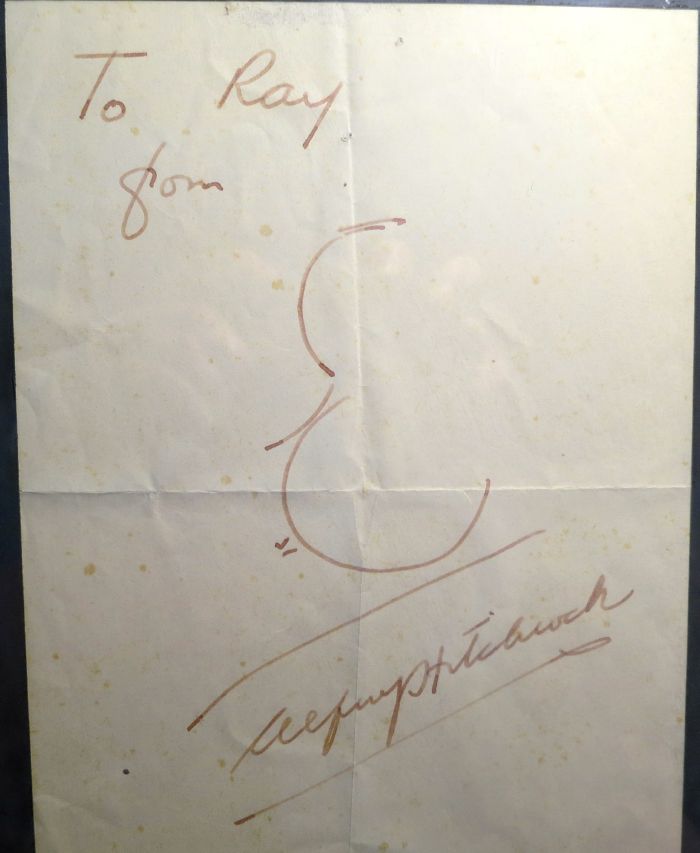 To Ray
from
Alfred Hitchcock